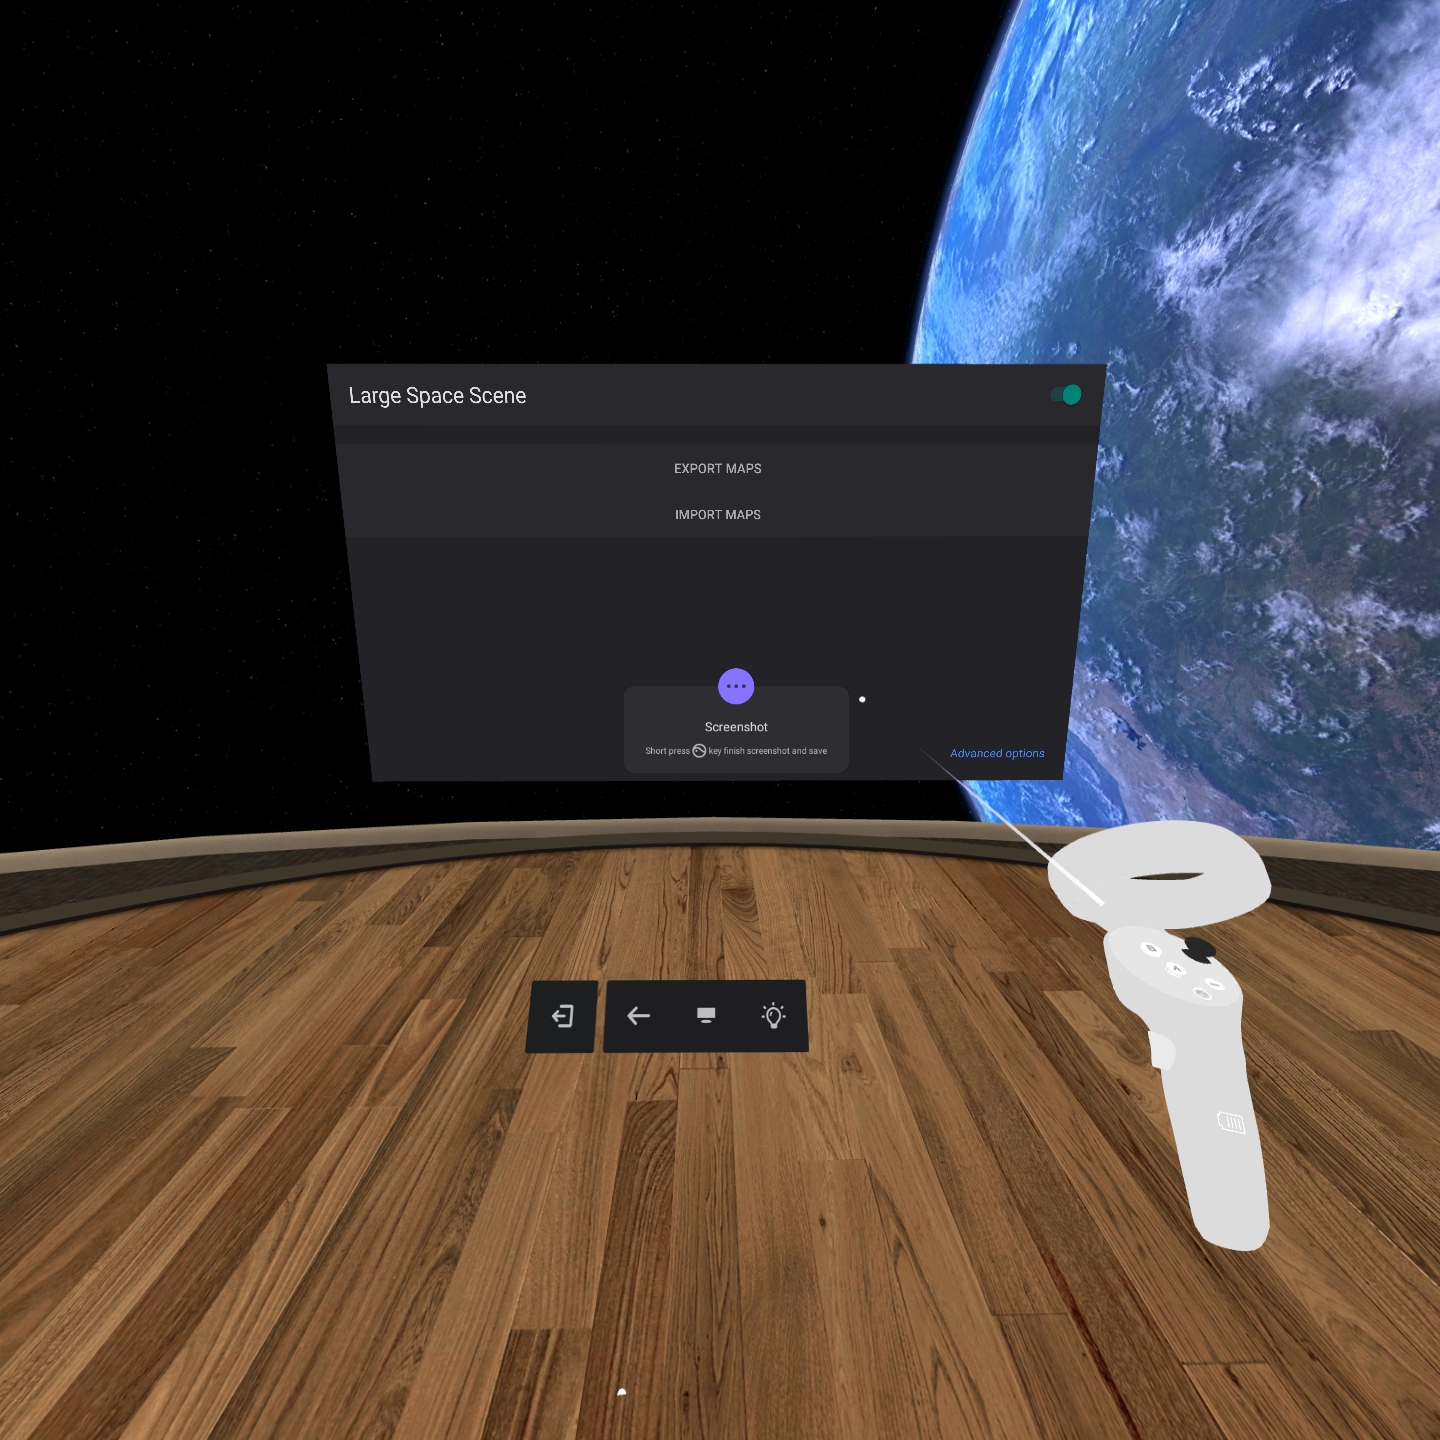 Large Space Scene
EXPORT MAPS
IMPORT MAPS
Screenshot
Short press key finish screenshot and save
Advanced options